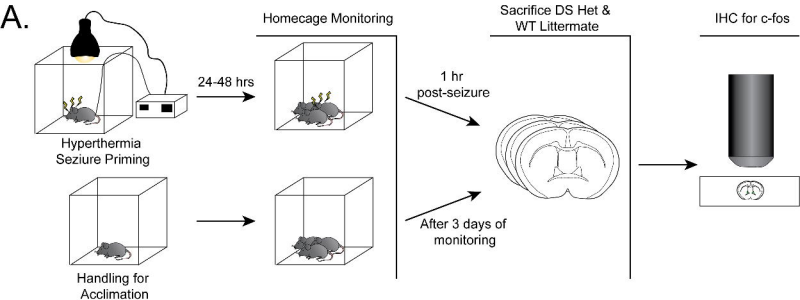 A.
Homecage Monitoring
Sacrifice DS Het &
WT Littermate
IHC for c-fos
24-48 hrs
1 hr
post-seizure
Hyperthermia
Seziure Priming
After 3 days of
monitoring
Handling for
Acclimation